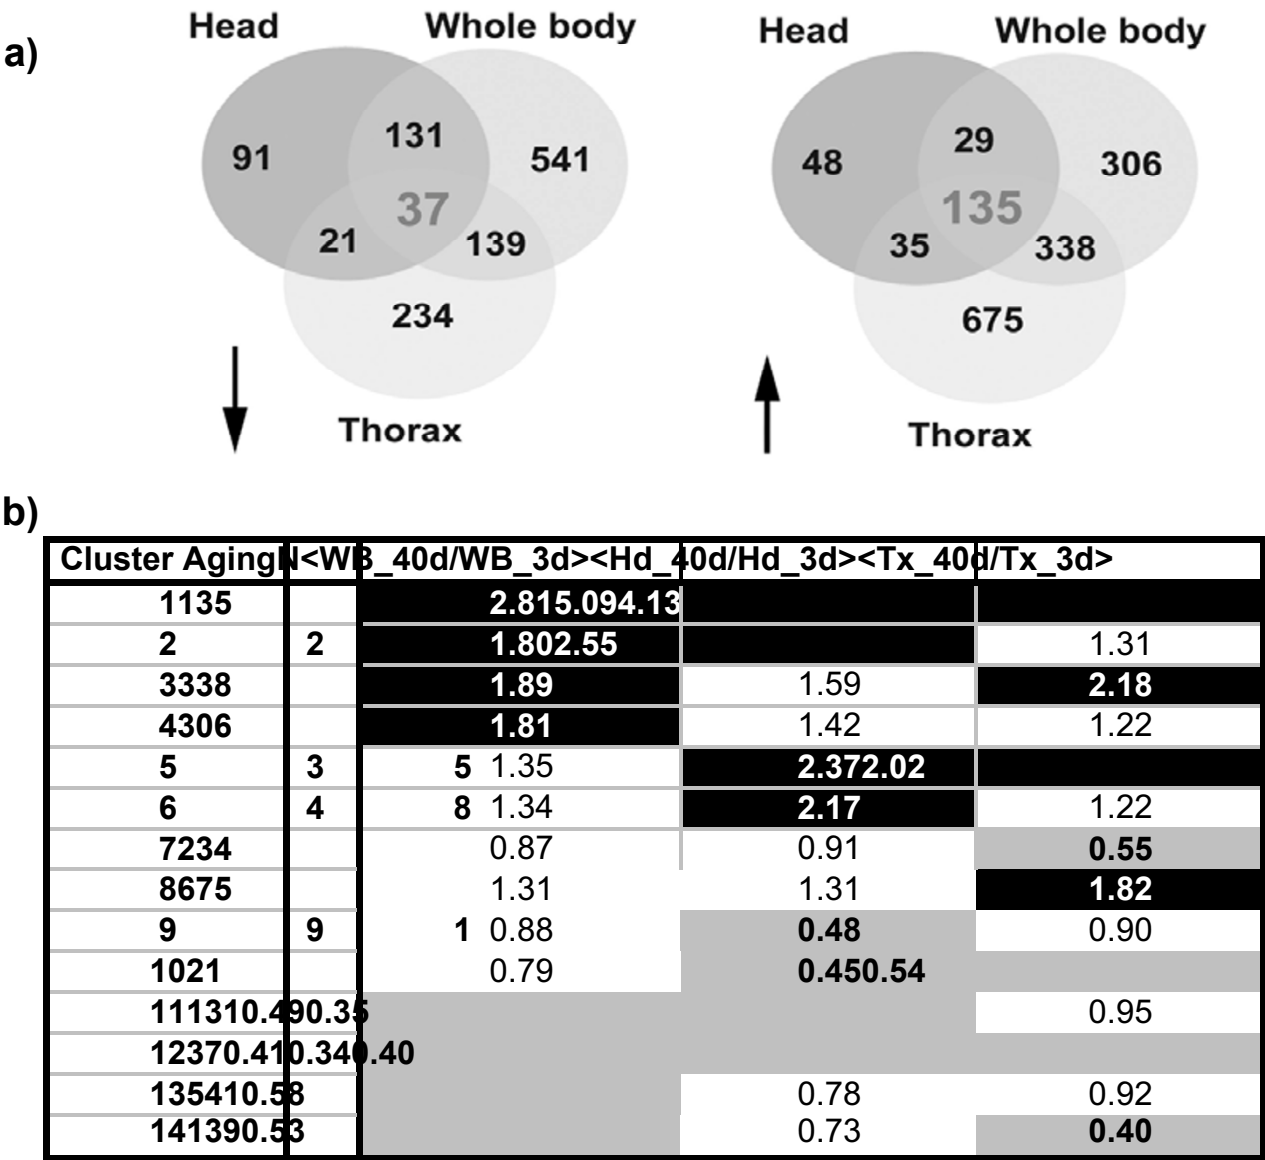 a)
Head Whole body Head Whole body
91 131 541 48 29 306
37 135
21 139 35 338
234 675
Thorax Thorax
b)
Cluster AgingN<WB_40d/WB_3d><Hd_40d/Hd_3d><Tx_40d/Tx_3d>
1135 2.815.094.13
2 2 1.802.55 1.31
3338 1.89 1.59 2.18
4306 1.81 1.42 1.22
5 3 5 1.35 2.372.02
6 4 8 1.34 2.17 1.22
7234 0.87 0.91 0.55
8675 1.31 1.31 1.82
9 9 1 0.88 0.48 0.90
1021 0.79 0.450.54
111310.490.35 0.95
12370.410.340.40
135410.58 0.78 0.92
141390.53 0.73 0.40